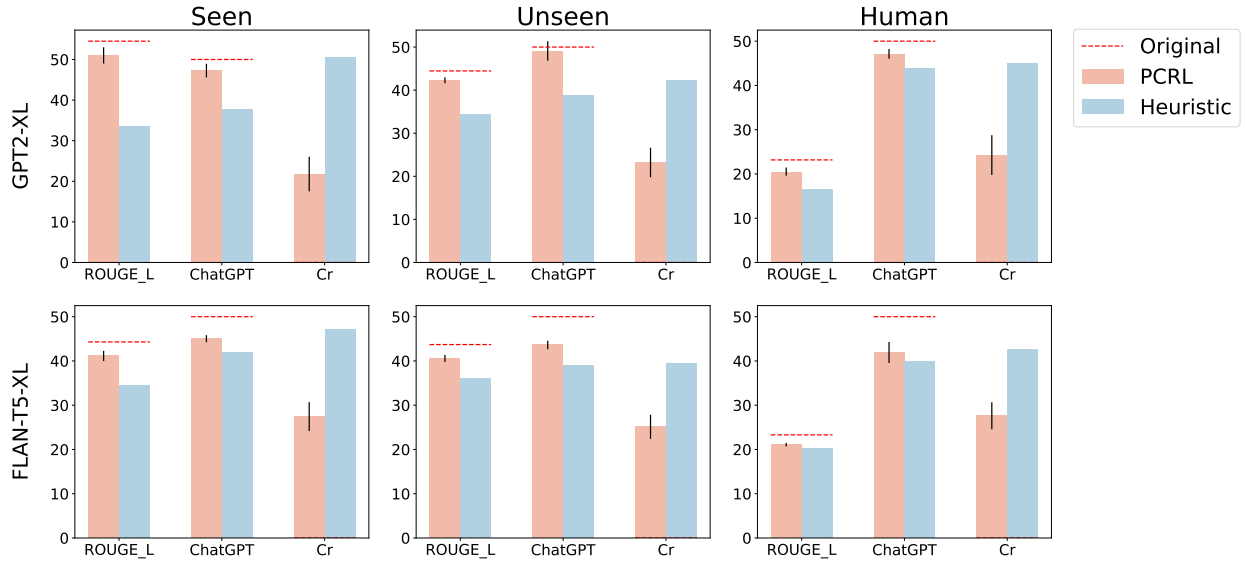 Seen
Unseen
Human
Original
PCRL
Heuristic
GPT2-XL
50
40
30
20
10
0
ROUGE_L
ChatGPT
Cr
50
40
30
20
10
0
ROUGE_L
ChatGPT
Cr
50
40
30
20
10
0
ROUGE_L
ChatGPT
Cr
FLAN-T5-XL
50
40
30
20
10
0
ROUGE_L
ChatGPT
Cr
50
40
30
20
10
0
ROUGE_L
ChatGPT
Cr
50
40
30
20
10
0
ROUGE_L
ChatGPT
Cr